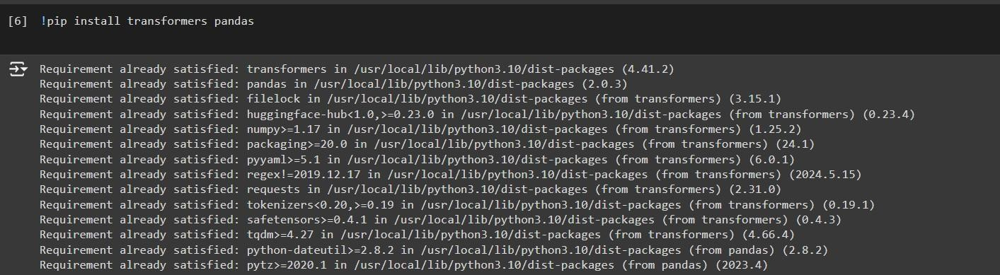 [6] !pip install transformers pandas
Requirement already satisfied: transformers in /usr/local/lib/python3.10/dist-packages (4.41.2)
Requirement already satisfied: pandas in /usr/local/lib/python3.10/dist-packages (2.0.3)
Requirement already satisfied: filelock in /usr/local/lib/python3.10/dist-packages (from transformers) (3.15.1)
Requirement already satisfied: huggingface-hub<1.0,>=0.23.0 in /usr/local/lib/python3.10/dist-packages (from transformers) (0.23.4)
Requirement already satisfied: numpy>=1.17 in /usr/local/lib/python3.10/dist-packages (from transformers) (1.25.2)
Requirement already satisfied: packaging>=20.0 in /usr/local/lib/python3.10/dist-packages (from transformers) (24.1)
Requirement already satisfied: pyyaml>=5.1 in /usr/local/lib/python3.10/dist-packages (from transformers) (6.0.1)
Requirement already satisfied: regex!=2019.12.17 in /usr/local/lib/python3.10/dist-packages (from transformers) (2024.5.15)
Requirement already satisfied: requests in /usr/local/lib/python3.10/dist-packages (from transformers) (2.31.0)
Requirement already satisfied: tokenizers<0.20,>=0.19 in /usr/local/lib/python3.10/dist-packages (from transformers) (0.19.1)
Requirement already satisfied: safetensors>=0.4.1 in /usr/local/lib/python3.10/dist-packages (from transformers) (0.4.3)
Requirement already satisfied: tqdm>=4.27 in /usr/local/lib/python3.10/dist-packages (from transformers) (4.66.4)
Requirement already satisfied: python-dateutil>=2.8.2 in /usr/local/lib/python3.10/dist-packages (from pandas) (2.8.2)
Requirement already satisfied: pytz>=2020.1 in /usr/local/lib/python3.10/dist-packages (from pandas) (2023.4)